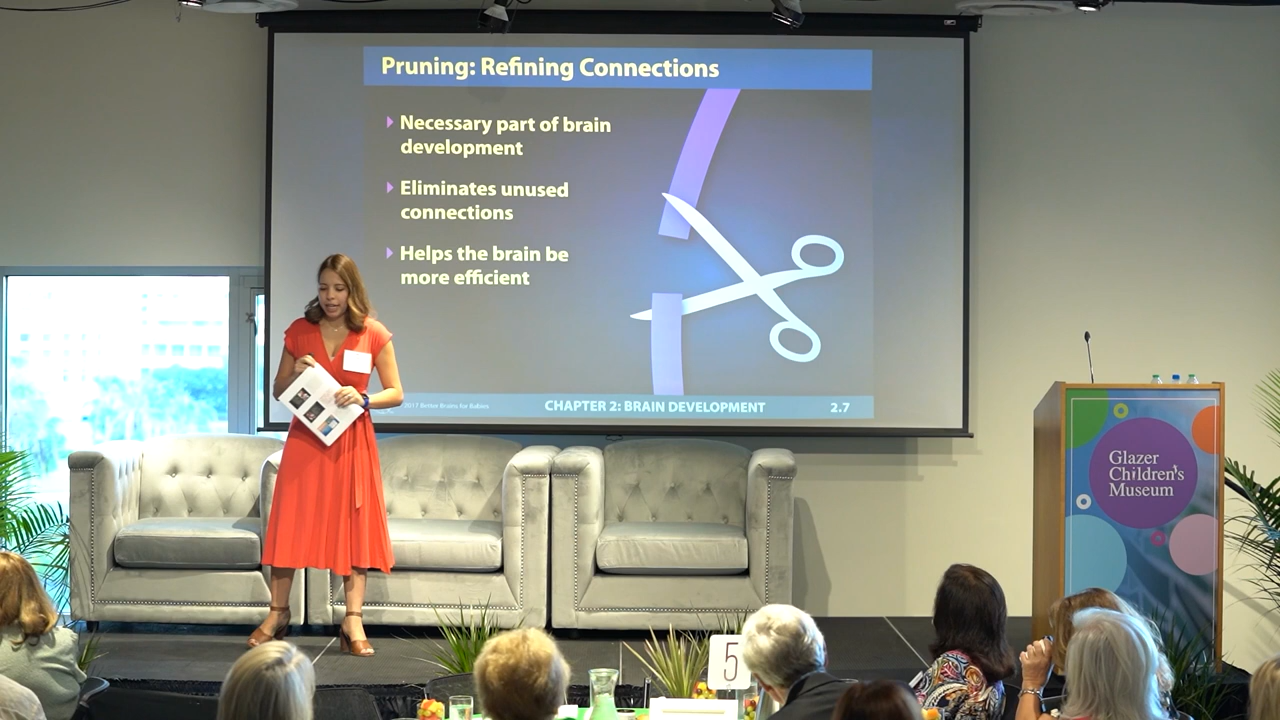 Pruning: Refining Connections
Necessary part of brain
development
Eliminates unused
connections
Helps the brain be
more efficient
2017 Better Brains for Babies
CHAPTER 2: BRAIN DEVELOPMENT
2.7
Glazer
Children's
Museum
5